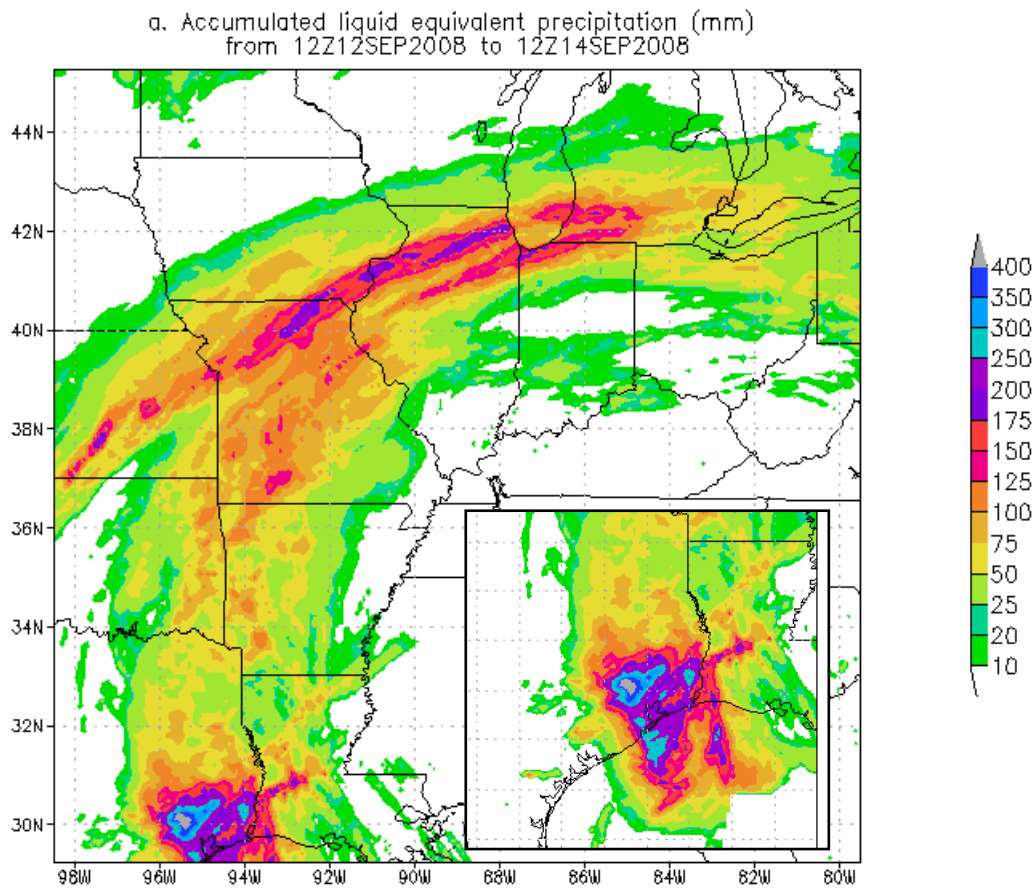 a. Accumulated liquid equivalent precipitation (mm)
from 12Z12SEP2008 to 12Z14SEP2008
44N
42N
40N
38N
36N
34N
32N
30N
98W 96W 94W 92W 90W 88W 86W 84W 82W 80W
400
350
300
250
200
175
150
125
100
75
50
25
20
10